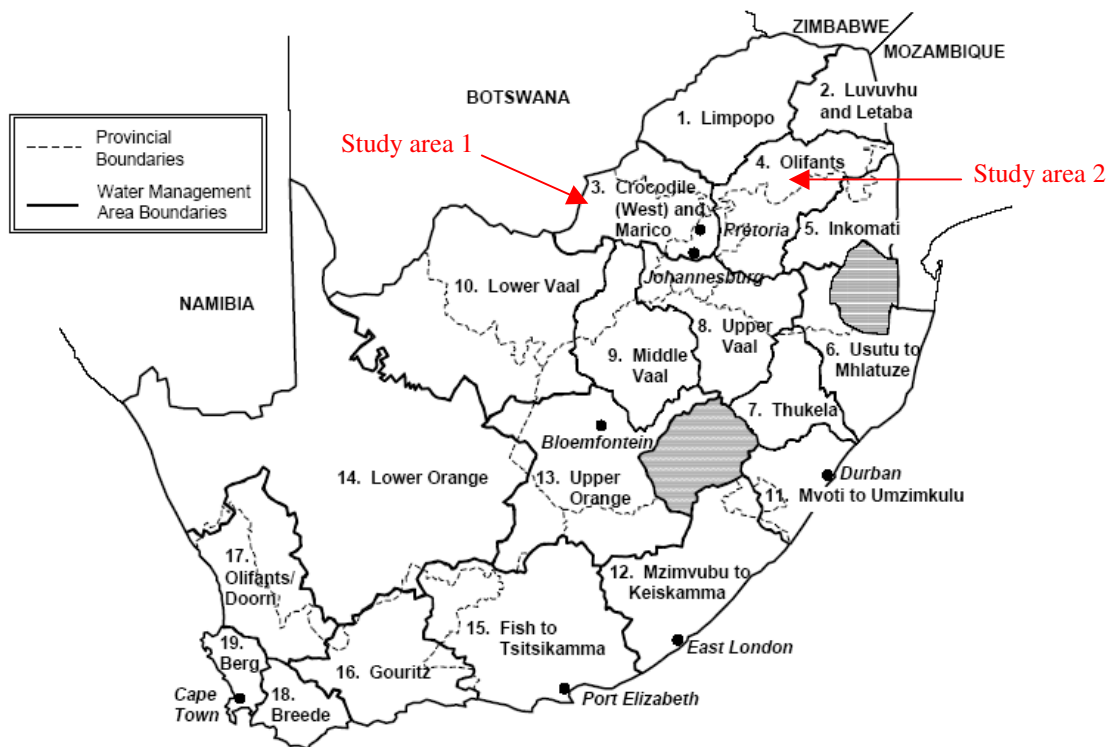 ZIMBABWE
MOZAMBIQUE
BOTSWANA
2. Luvuvhu
and Letaba
1. Limpopo
Provincial
Boundaries
Water Management
Area Boundaries
Study area 1
4. Olifants
Study area 2
3. Crocodile
(West) and
Marico
Pretoria
5. Inkomati
Johannesburg
10. Lower Vaal
NAMIBIA
8. Upper
Vaal
9. Middle
Vaal
6. Usutu to
Mhlatuze
7. Thukela
Bloemfontein
14. Lower Orange
13. Upper
Orange
Durban
11. Mvoti to Umzimkulu
17.
Olifants/
Doorn
12. Mzimvubu to
Keiskamma
15. Fish to
Tsitsikamma
East London
19.
Berg
16. Gouritz
Cape
Town
18.
Breede
Port Elizabeth